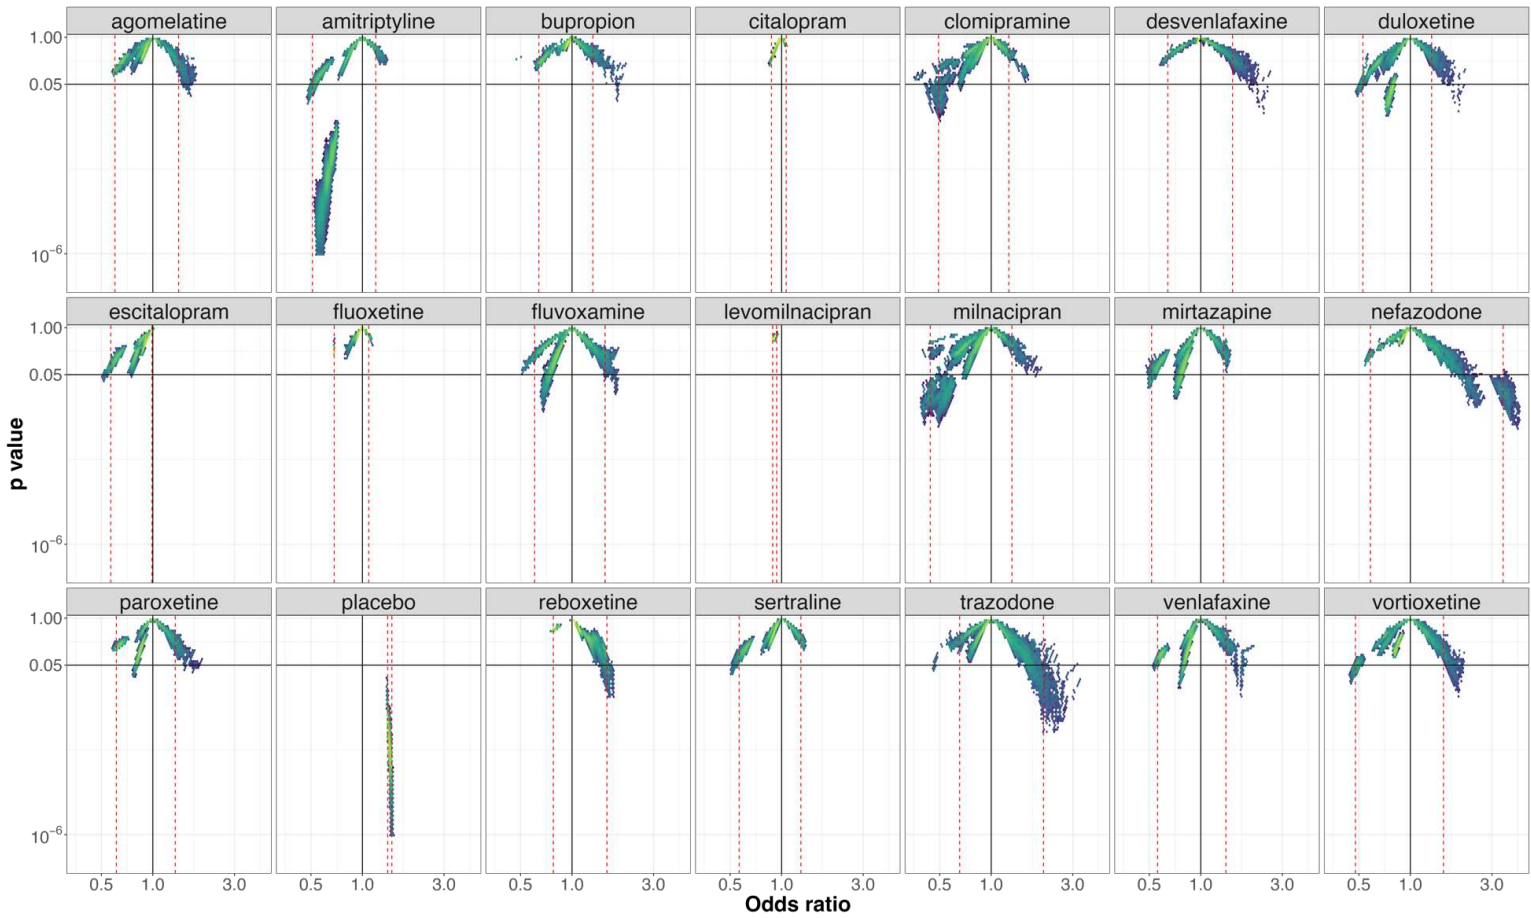 agomelatine amitriptyline bupropion citalopram clomipramine desvenlafaxine duloxetine
1.00
0.05
10⁻⁶
escitalopram fluoxetine fluvoxamine levomilnacipran milnacipran mirtazapine nefazodone
1.00
0.05
10⁻⁶
p value
paroxetine placebo reboxetine sertraline trazodone venlafaxine vortioxetine
1.00
0.05
10⁻⁶
0.5 1.0 3.0 0.5 1.0 3.0 0.5 1.0 3.0 0.5 1.0 3.0 0.5 1.0 3.0 0.5 1.0 3.0 0.5 1.0 3.0
Odds ratio